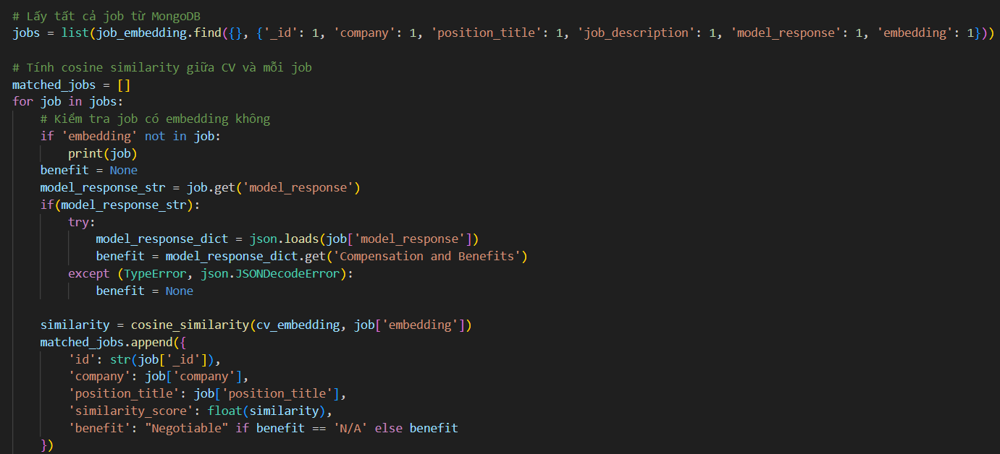 # Lấy tất cả job từ MongoDB
jobs = list(job_embedding.find({}, {'_id': 1, 'company': 1, 'position_title': 1, 'job_description': 1, 'model_response': 1, 'embedding': 1}))

# Tính cosine similarity giữa CV và mỗi job
matched_jobs = []
for job in jobs:
    # Kiểm tra job có embedding không
    if 'embedding' not in job:
        print(job)
    benefit = None
    model_response_str = job.get('model_response')
    if(model_response_str):
        try:
            model_response_dict = json.loads(job['model_response'])
            benefit = model_response_dict.get('Compensation and Benefits')
        except (TypeError, json.JSONDecodeError):
            benefit = None

    similarity = cosine_similarity(cv_embedding, job['embedding'])
    matched_jobs.append({
        'id': str(job['_id']),
        'company': job['company'],
        'position_title': job['position_title'],
        'similarity_score': float(similarity),
        'benefit': "Negotiable" if benefit == 'N/A' else benefit
    })